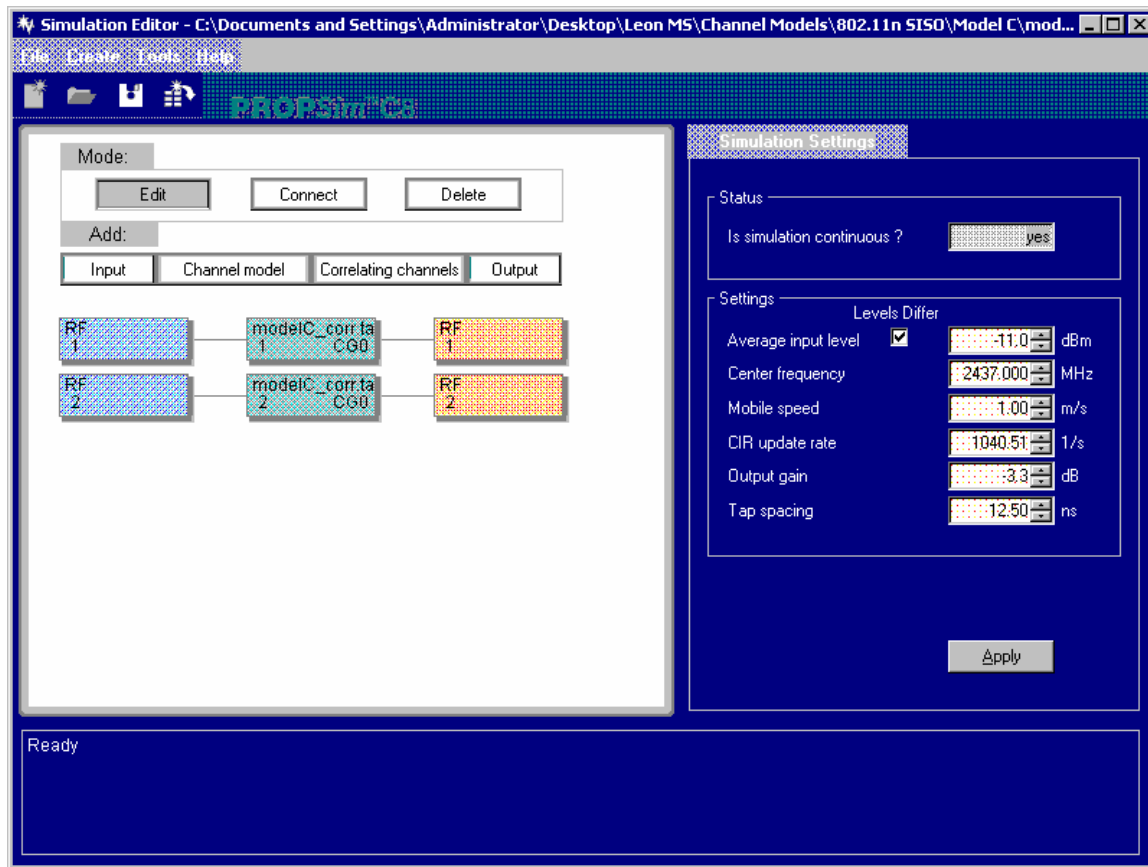 Simulation Editor - C:\Documents and Settings\Administrator\Desktop\Leon MS\Channel Models\802.11n SISO\Model C\mod...
File Create Tools Help
PROPSim™C8
Mode:
Edit Connect Delete
Add:
Input Channel model Correlating channels Output
RF
1
modelC_corr.ta
1 CG0
RF
1
RF
2
modelC_corr.ta
2 CG0
RF
2
Simulation Settings
Status
Is simulation continuous ? yes
Settings
Levels Differ
Average input level -11.0 dBm
Center frequency 2437.000 MHz
Mobile speed 1.00 m/s
CIR update rate 1040.51 1/s
Output gain -3.3 dB
Tap spacing 12.50 ns
Apply
Ready